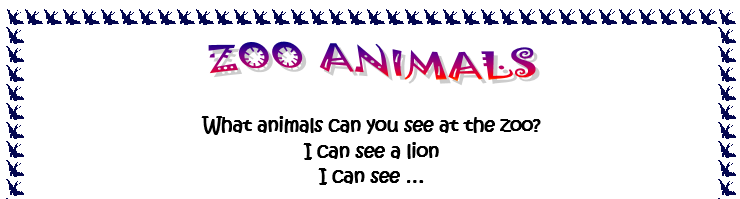 ZOO ANIMALS
What animals can you see at the zoo?
I can see a lion
I can see ...